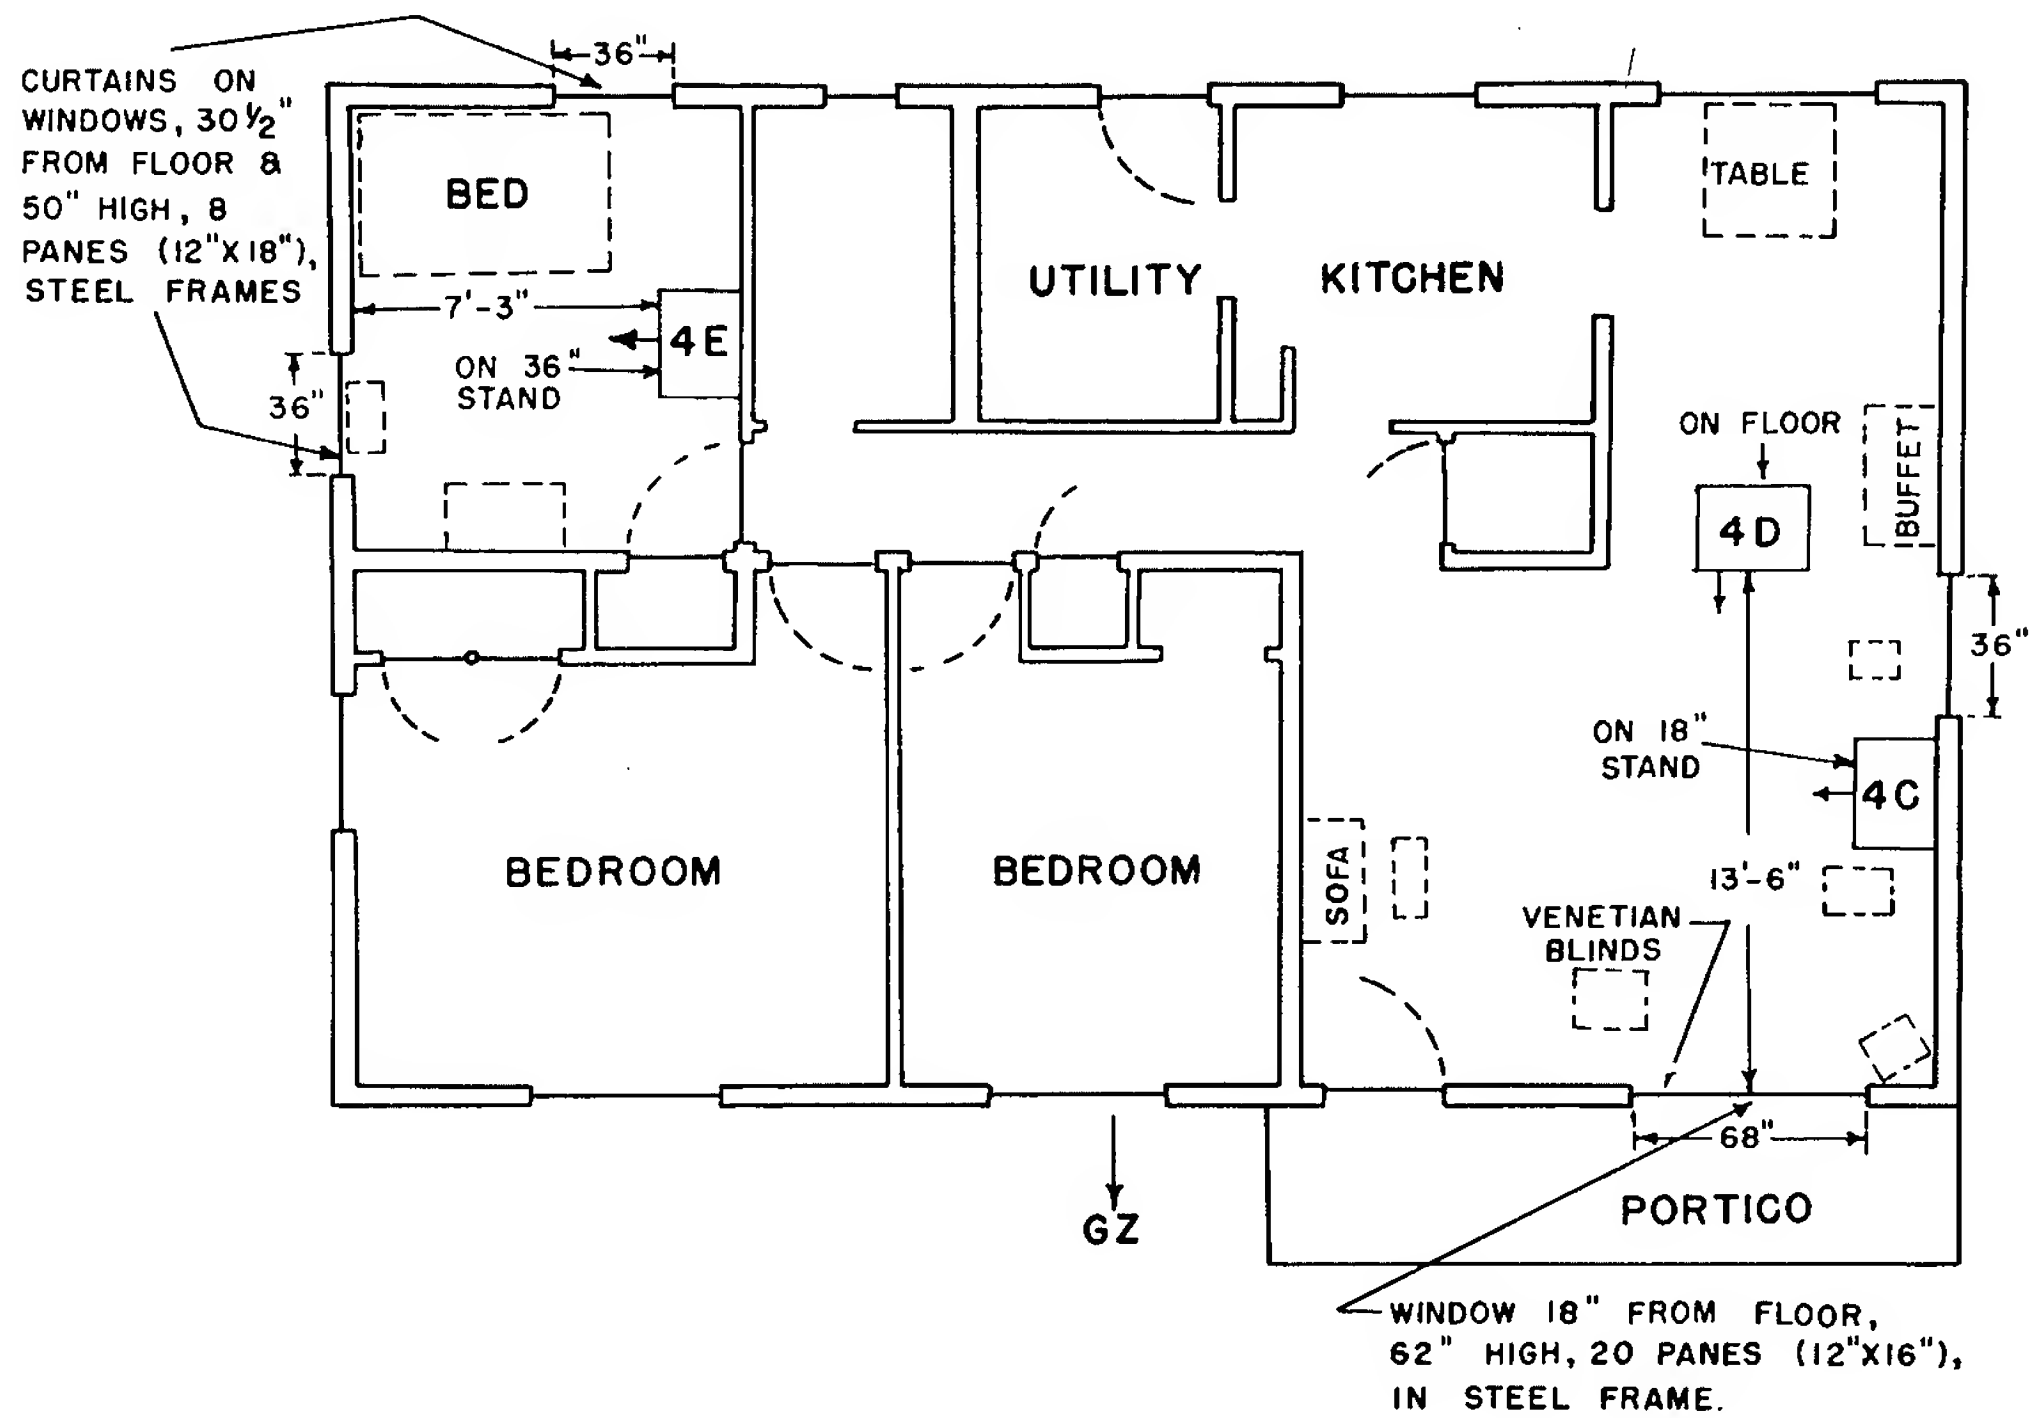 CURTAINS ON
WINDOWS, 30½"
FROM FLOOR &
50" HIGH, 8
PANES (12"X18"),
STEEL FRAMES
36"
BED
7'-3"
4E
ON 36"
STAND
36"
UTILITY
KITCHEN
TABLE
ON FLOOR
BUFFET
4D
36"
ON 18"
STAND
4C
13'-6"
BEDROOM
BEDROOM
SOFA
VENETIAN
BLINDS
68"
GZ
PORTICO
WINDOW 18" FROM FLOOR,
62" HIGH, 20 PANES (12"X16"),
IN STEEL FRAME.